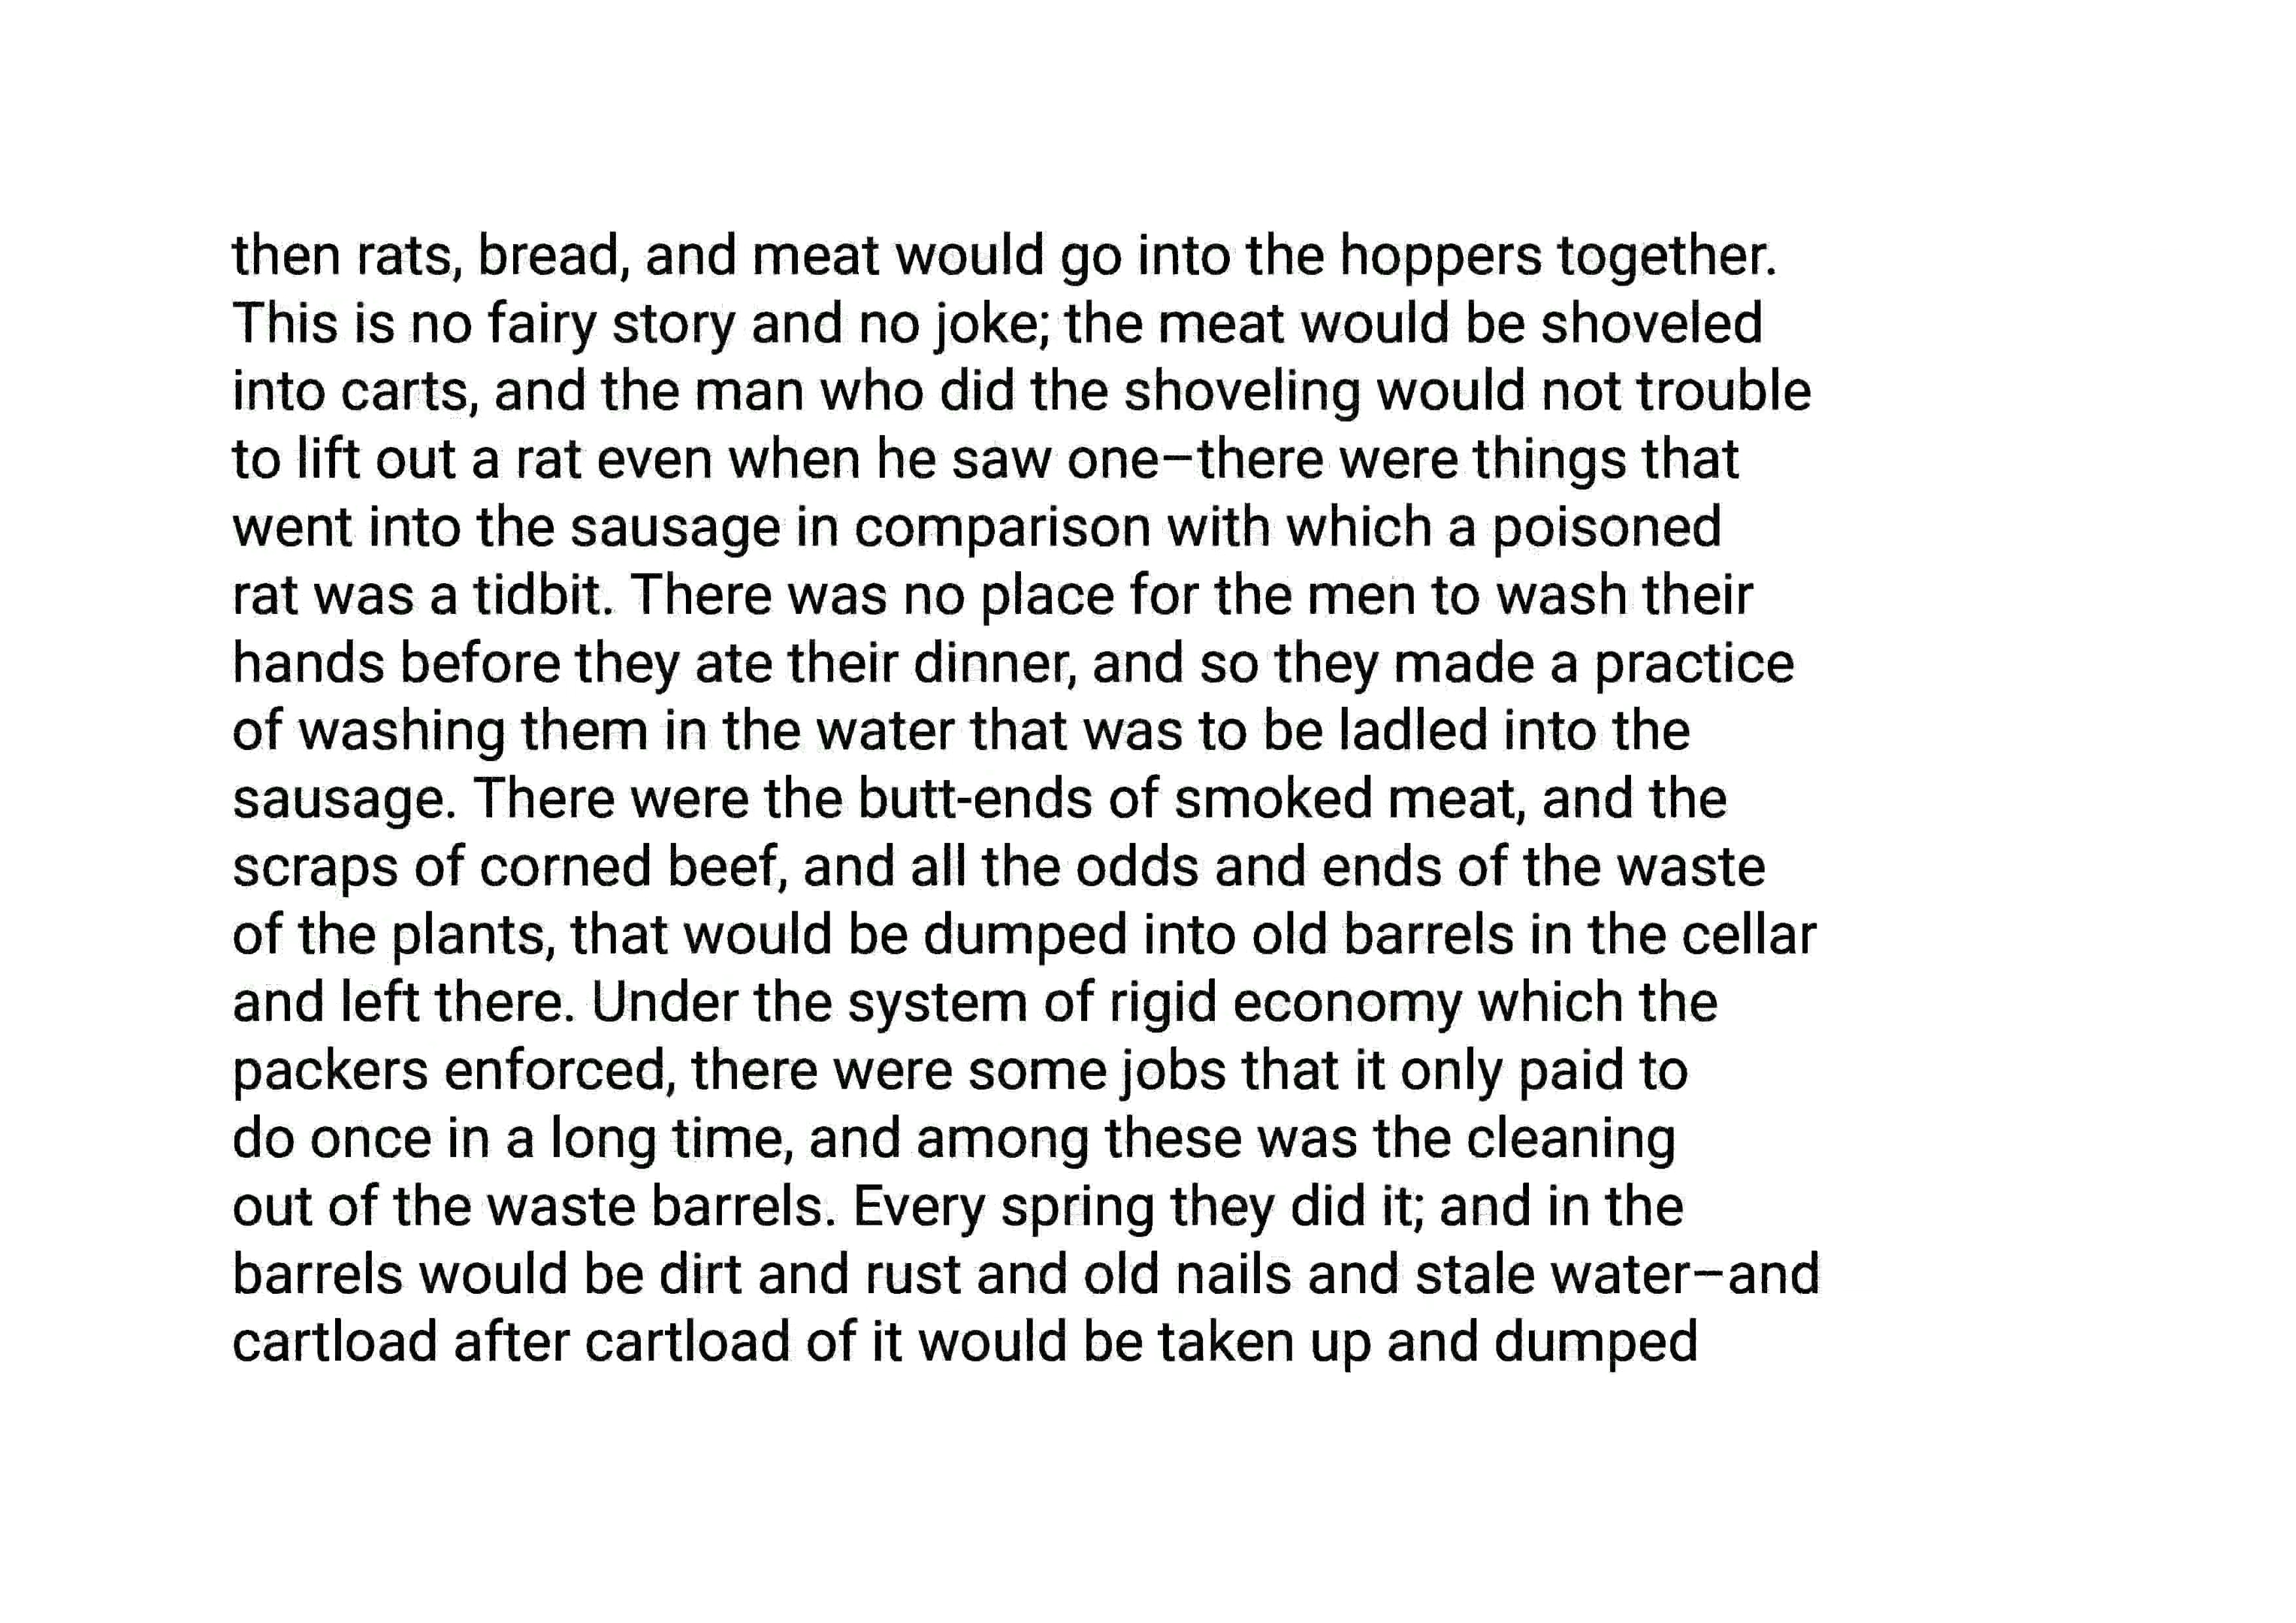 then rats, bread, and meat would go into the hoppers together.
This is no fairy story and no joke; the meat would be shoveled
into carts, and the man who did the shoveling would not trouble
to lift out a rat even when he saw one–there were things that
went into the sausage in comparison with which a poisoned
rat was a tidbit. There was no place for the men to wash their
hands before they ate their dinner, and so they made a practice
of washing them in the water that was to be ladled into the
sausage. There were the butt-ends of smoked meat, and the
scraps of corned beef, and all the odds and ends of the waste
of the plants, that would be dumped into old barrels in the cellar
and left there. Under the system of rigid economy which the
packers enforced, there were some jobs that it only paid to
do once in a long time, and among these was the cleaning
out of the waste barrels. Every spring they did it; and in the
barrels would be dirt and rust and old nails and stale water–and
cartload after cartload of it would be taken up and dumped